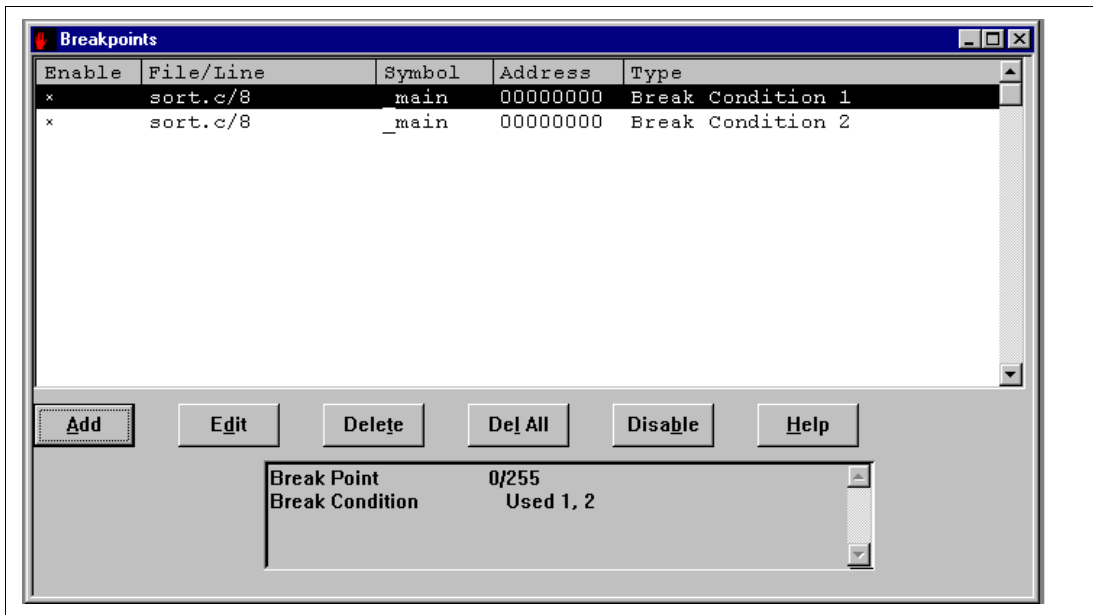 Breakpoints
Enable File/Line Symbol Address Type
× sort.c/8 _main 00000000 Break Condition 1
× sort.c/8 _main 00000000 Break Condition 2
Add Edit Delete Del All Disable Help
Break Point 0/255
Break Condition Used 1, 2